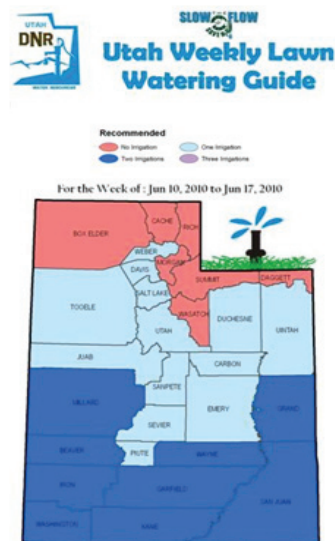 UTAH
DNR
WATER RESOURCES
SLOW THE FLOW
Utah Weekly Lawn
Watering Guide
Recommended
No Irrigation
One Irrigation
Two Irrigations
Three Irrigations
For the Week of : Jun 10, 2010 to Jun 17, 2010
CACHE
RICH
BOX ELDER
WEBER
MORGAN
DAVIS
SUMMIT
DAGGETT
SALT LAKE
TOOELE
WASATCH
DUCHESNE
UTAH
UINTAH
JUAB
CARBON
SANPETE
MILLARD
EMERY
GRAND
SEVIER
BEAVER
PIUTE
WAYNE
IRON
GARFIELD
SAN JUAN
WASHINGTON
KANE